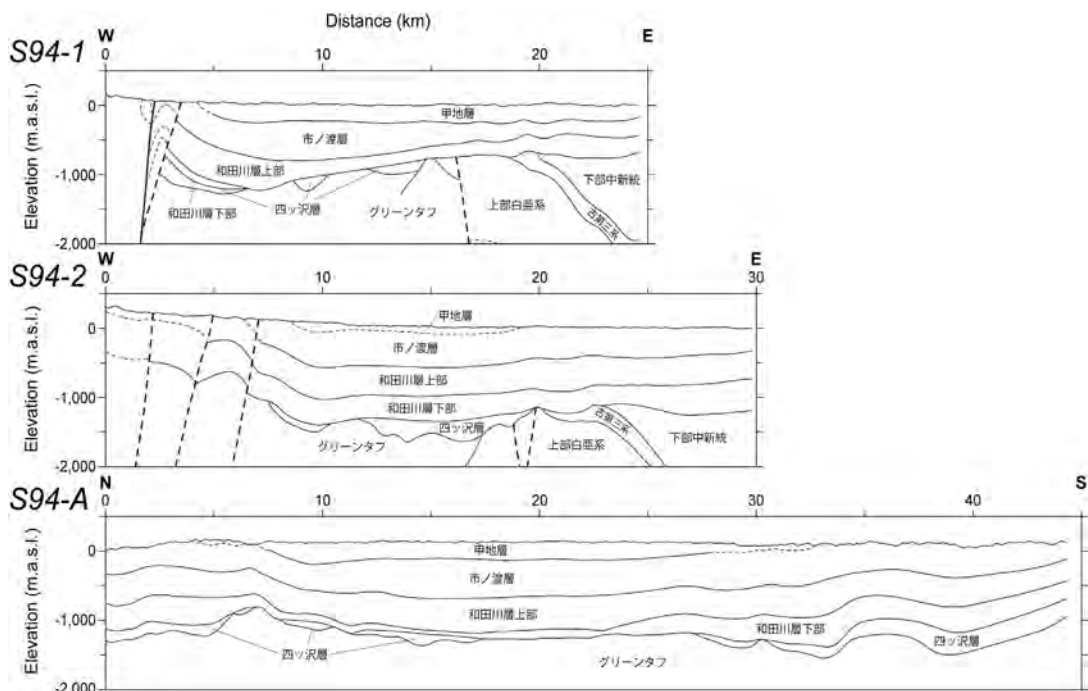 Distance (km)
S94-1
W
E
0
10
20
Elevation (m.a.s.l.)
0
-1,000
-2,000
甲地層
市ノ渡層
和田川層上部
和田川層下部
四ッ沢層
グリーンタフ
上部白亜系
下部中新統
古第三系
S94-2
W
E
0
10
20
30
Elevation (m.a.s.l.)
0
-1,000
-2,000
甲地層
市ノ渡層
和田川層上部
和田川層下部
四ッ沢層
グリーンタフ
上部白亜系
古第三系
下部中新統
S94-A
N
S
0
10
20
30
40
Elevation (m.a.s.l.)
0
-1,000
-2,000
甲地層
市ノ渡層
和田川層上部
和田川層下部
四ッ沢層
四ッ沢層
グリーンタフ